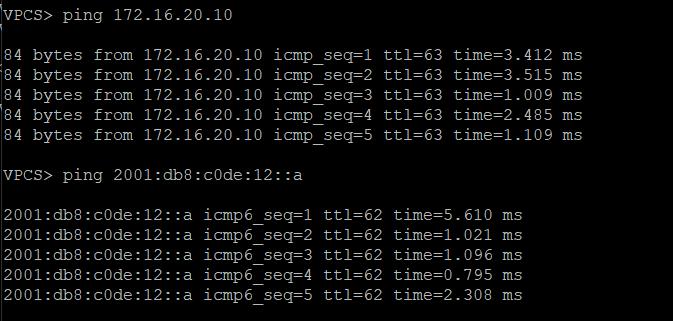 VPCS> ping 172.16.20.10
84 bytes from 172.16.20.10 icmp_seq=1 ttl=63 time=3.412 ms
84 bytes from 172.16.20.10 icmp_seq=2 ttl=63 time=3.515 ms
84 bytes from 172.16.20.10 icmp_seq=3 ttl=63 time=1.009 ms
84 bytes from 172.16.20.10 icmp_seq=4 ttl=63 time=2.485 ms
84 bytes from 172.16.20.10 icmp_seq=5 ttl=63 time=1.109 ms
VPCS> ping 2001:db8:c0de:12::a
2001:db8:c0de:12::a icmp6_seq=1 ttl=62 time=5.610 ms
2001:db8:c0de:12::a icmp6_seq=2 ttl=62 time=1.021 ms
2001:db8:c0de:12::a icmp6_seq=3 ttl=62 time=1.096 ms
2001:db8:c0de:12::a icmp6_seq=4 ttl=62 time=0.795 ms
2001:db8:c0de:12::a icmp6_seq=5 ttl=62 time=2.308 ms